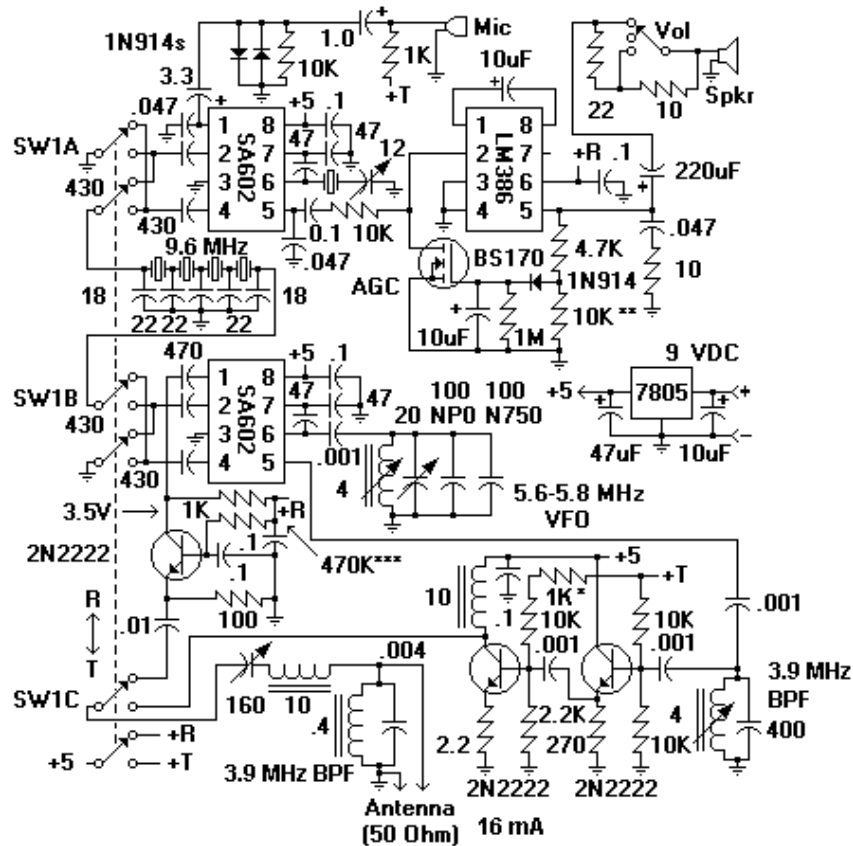 1N914s
1.0
+
Mic
10K
1K
+T
3.3
+
10uF
+
Vol
22
10
Spkr
.047
+5
.1
47
47
SW1A
1
2
3
4
SA602
8
7
6
5
12
430
430
0.1
10K
.047
1
2
3
4
LM386
8
7
6
5
+R
.1
220uF
+
.047
10
4.7K
BS170
1N914
AGC
+
10uF
1M
10K**
9.6 MHz
18
22
22
22
18
470
+5
.1
47
47
SW1B
1
2
3
4
SA602
8
7
6
5
430
430
100
100
20
NP0
N750
.001
4
5.6-5.8 MHz
VFO
9 VDC
+5
7805
+
+
+
−
47uF
10uF
3.5V
1K
+R
2N2222
.1
.1
470K***
100
.01
R
T
SW1C
+5
+R
+T
160
10
.004
.4
3.9 MHz BPF
Antenna
(50 Ohm)
10
.1
+5
1K*
+T
10K
10K
.001
.001
.001
2.2
2.2K
270
10K
2N2222
2N2222
16 mA
3.9 MHz
BPF
4
400